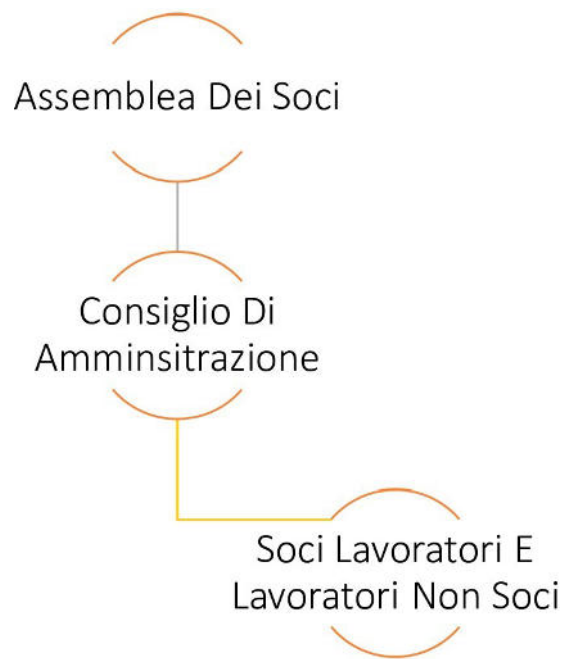 Assemblea Dei Soci
Consiglio Di
Amminsitrazione
Soci Lavoratori E
Lavoratori Non Soci